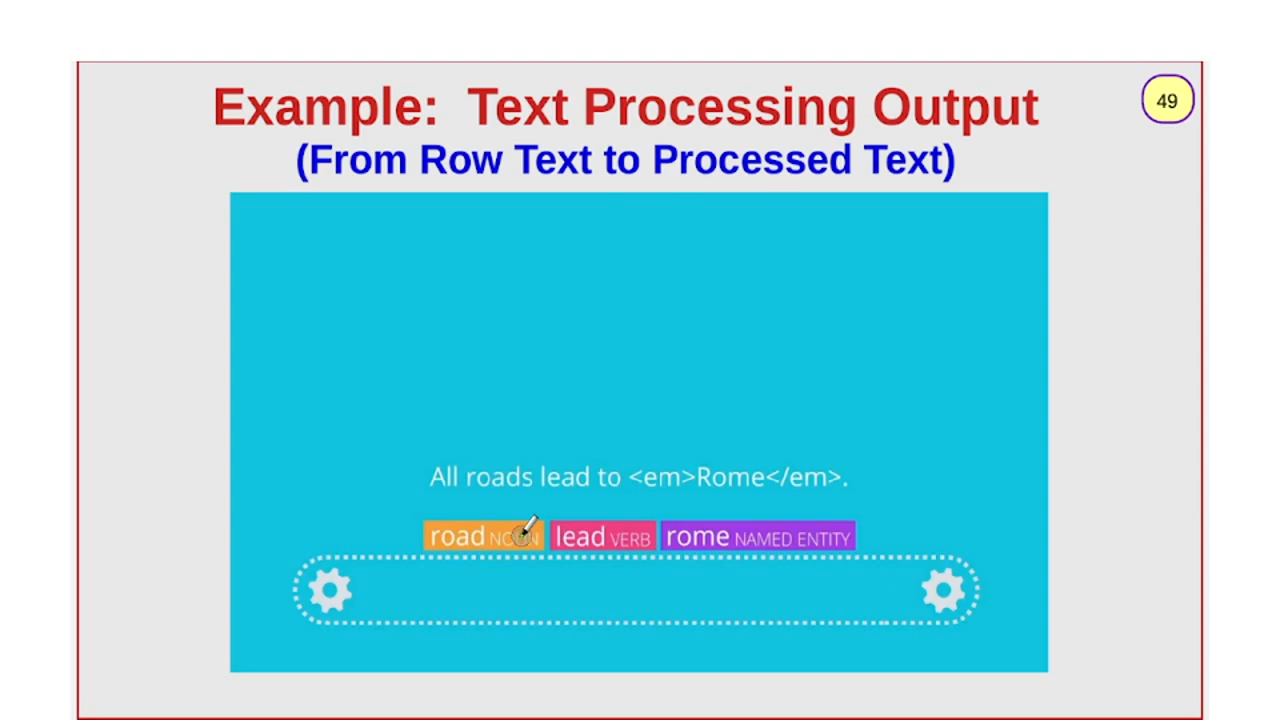 Example: Text Processing Output
49
(From Row Text to Processed Text)
All roads lead to <em>Rome</em>.
road NOUN lead VERB rome NAMED ENTITY